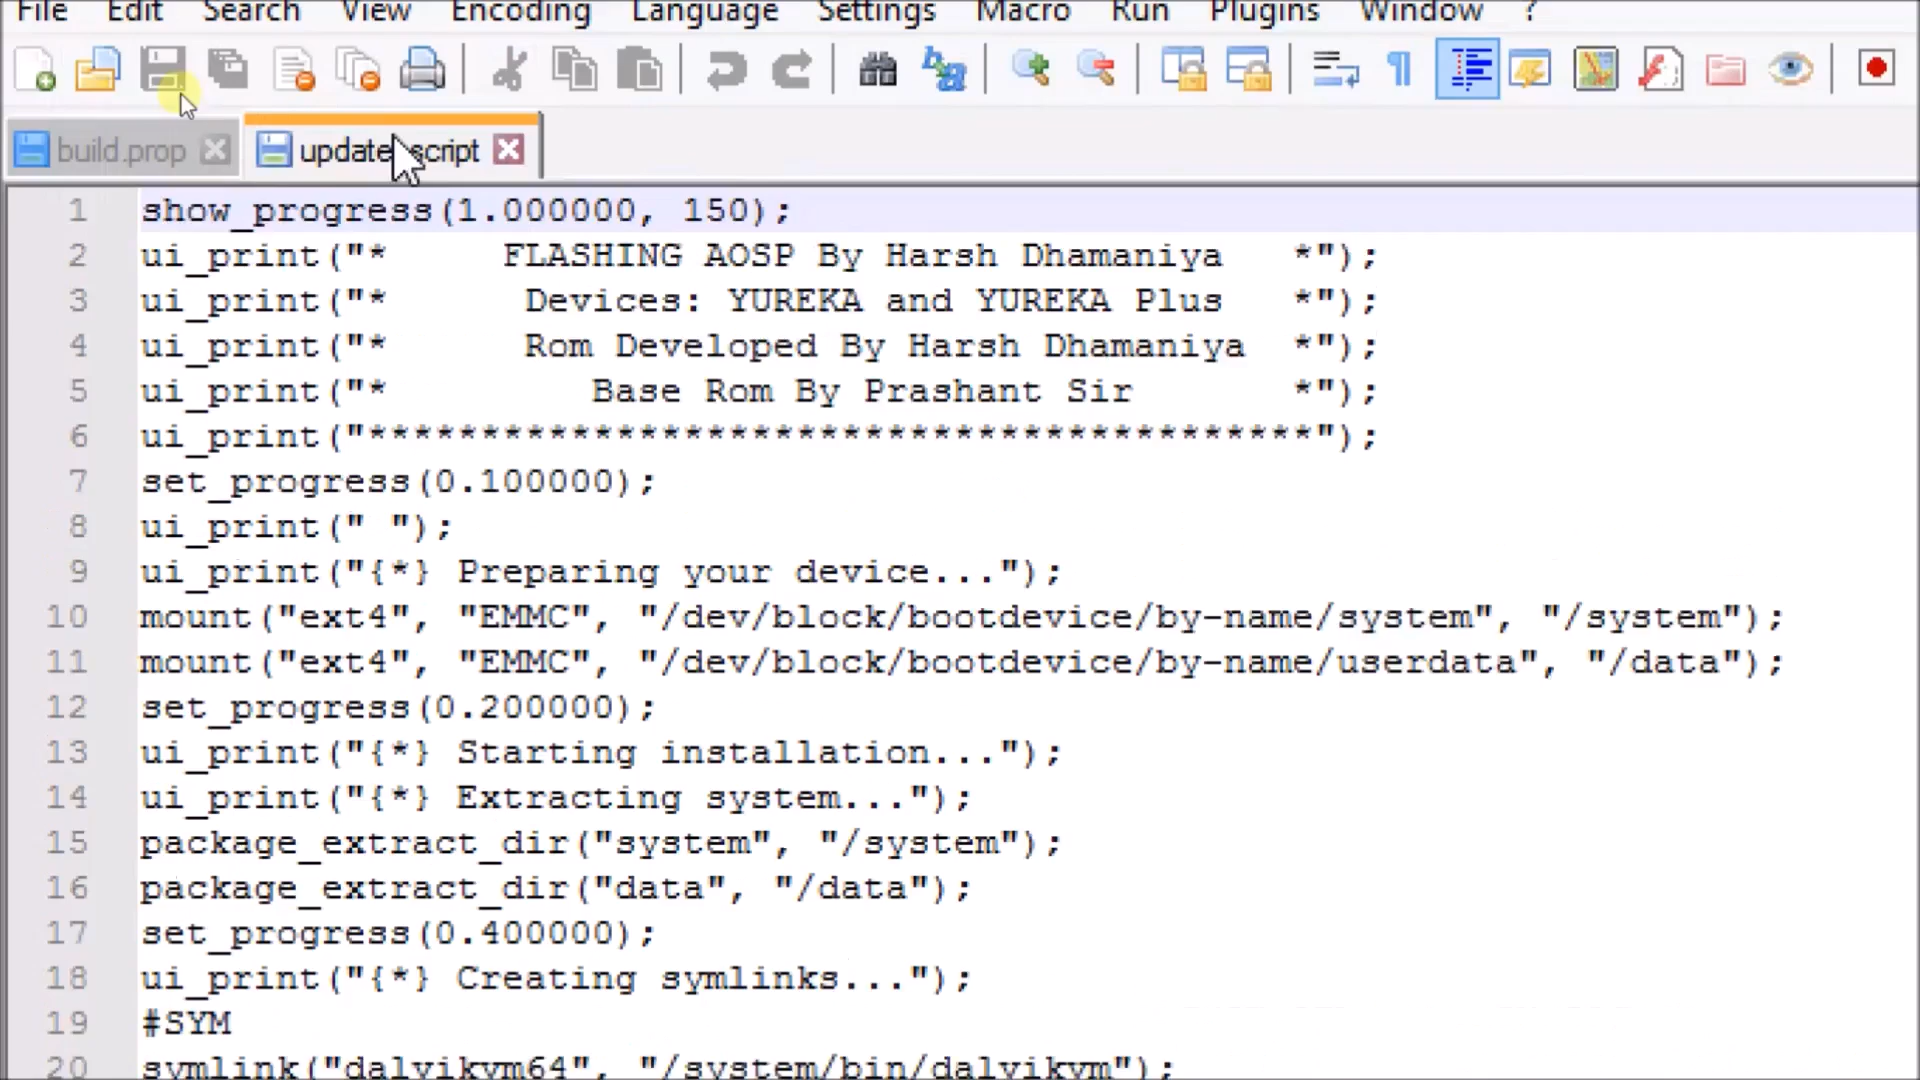 File Edit Search View Encoding Language Settings Macro Run Plugins Window ?
build.prop update script
1 show_progress(1.000000, 150);
2 ui_print("*     FLASHING AOSP By Harsh Dhamaniya   *");
3 ui_print("*      Devices: YUREKA and YUREKA Plus   *");
4 ui_print("*      Rom Developed By Harsh Dhamaniya  *");
5 ui_print("*         Base Rom By Prashant Sir       *");
6 ui_print("******************************************");
7 set_progress(0.100000);
8 ui_print(" ");
9 ui_print("{*} Preparing your device...");
10 mount("ext4", "EMMC", "/dev/block/bootdevice/by-name/system", "/system");
11 mount("ext4", "EMMC", "/dev/block/bootdevice/by-name/userdata", "/data");
12 set_progress(0.200000);
13 ui_print("{*} Starting installation...");
14 ui_print("{*} Extracting system...");
15 package_extract_dir("system", "/system");
16 package_extract_dir("data", "/data");
17 set_progress(0.400000);
18 ui_print("{*} Creating symlinks...");
19 #SYM
20 symlink("dalvikvm64", "/system/bin/dalvikvm");